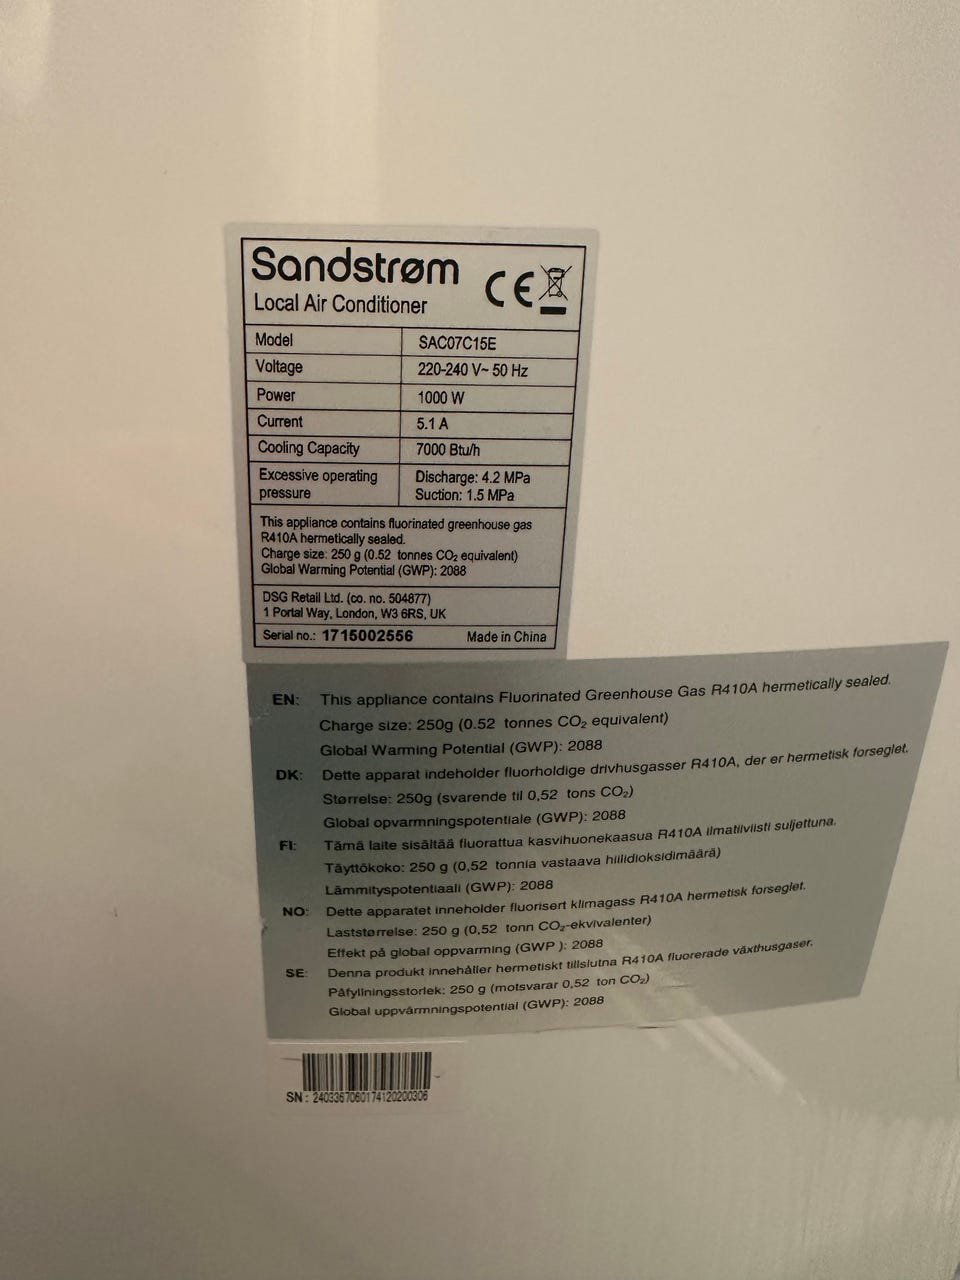 Sandstrøm
Local Air Conditioner
CE
Model SAC07C15E
Voltage 220-240 V~ 50 Hz
Power 1000 W
Current 5.1 A
Cooling Capacity 7000 Btu/h
Excessive operating pressure Discharge: 4.2 MPa
Suction: 1.5 MPa
This appliance contains fluorinated greenhouse gas
R410A hermetically sealed.
Charge size: 250 g (0.52 tonnes CO₂ equivalent)
Global Warming Potential (GWP): 2088
DSG Retail Ltd. (co. no. 504877)
1 Portal Way, London, W3 6RS, UK
Serial no.: 1715002556 Made in China
EN: This appliance contains Fluorinated Greenhouse Gas R410A hermetically sealed.
Charge size: 250g (0.52 tonnes CO₂ equivalent)
Global Warming Potential (GWP): 2088
DK: Dette apparat indeholder fluorholdige drivhusgasser R410A, der er hermetisk forseglet.
Størrelse: 250g (svarende til 0,52 tons CO₂)
Global opvarmningspotentiale (GWP): 2088
FI: Tämä laite sisältää fluorattua kasvihuonekaasua R410A ilmatiiviisti suljettuna.
Täyttökoko: 250 g (0,52 tonnia vastaava hiilidioksidimäärä)
Lämmityspotentiaali (GWP): 2088
NO: Dette apparatet inneholder fluorisert klimagass R410A hermetisk forseglet.
Laststørrelse: 250 g (0,52 tonn CO₂-ekvivalenter)
Effekt på global oppvarming (GWP ): 2088
SE: Denna produkt innehåller hermetiskt tillslutna R410A fluorerade växthusgaser.
Påfyllningsstorlek: 250 g (motsvarar 0,52 ton CO₂)
Global uppvärmningspotential (GWP): 2088
SN: 2403367060174120200306